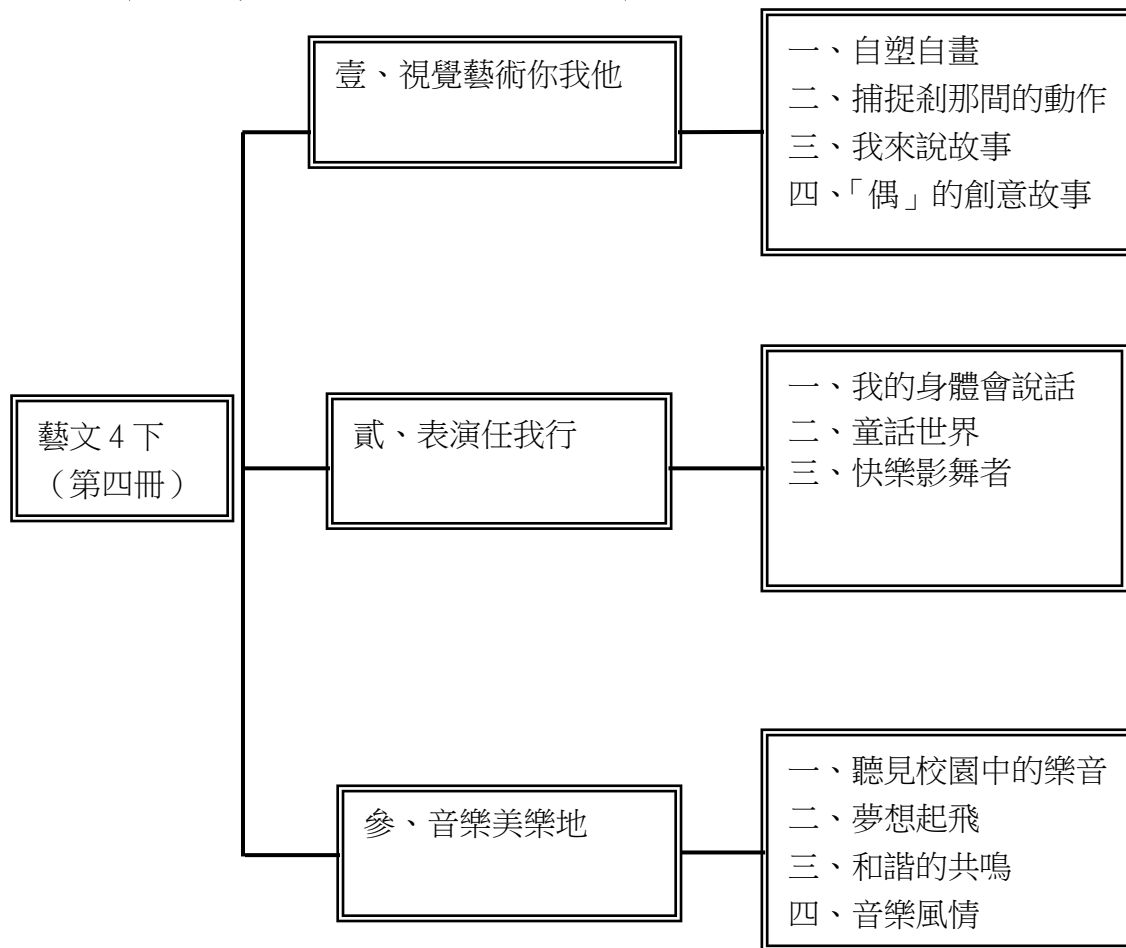 壹、視覺藝術你我他
一、自塑自畫
二、捕捉剎那間的動作
三、我來說故事
四、「偶」的創意故事
藝文 4 下
（第四冊）
貳、表演任我行
一、我的身體會說話
二、童話世界
三、快樂影舞者
參、音樂美樂地
一、聽見校園中的樂音
二、夢想起飛
三、和諧的共鳴
四、音樂風情